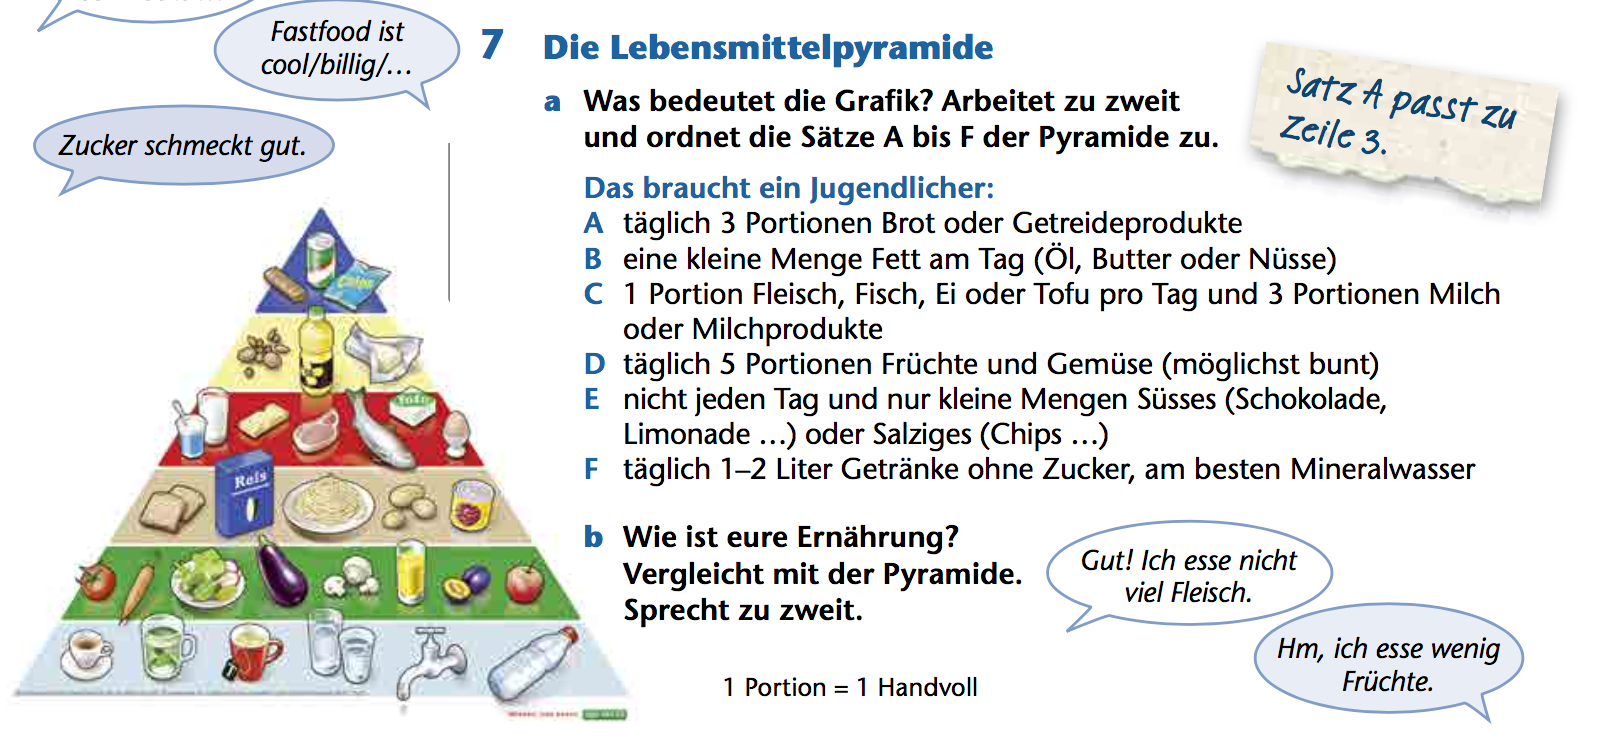 Fastfood ist
cool/billig/…
Zucker schmeckt gut.
7 Die Lebensmittelpyramide
a Was bedeutet die Grafik? Arbeitet zu zweit
und ordnet die Sätze A bis F der Pyramide zu.
Satz A passt zu
Zeile 3.
Das braucht ein Jugendlicher:
A täglich 3 Portionen Brot oder Getreideprodukte
B eine kleine Menge Fett am Tag (Öl, Butter oder Nüsse)
C 1 Portion Fleisch, Fisch, Ei oder Tofu pro Tag und 3 Portionen Milch
oder Milchprodukte
D täglich 5 Portionen Früchte und Gemüse (möglichst bunt)
E nicht jeden Tag und nur kleine Mengen Süsses (Schokolade,
Limonade …) oder Salziges (Chips …)
F täglich 1–2 Liter Getränke ohne Zucker, am besten Mineralwasser
Tofu
Reis
b Wie ist eure Ernährung?
Vergleicht mit der Pyramide.
Sprecht zu zweit.
Gut! Ich esse nicht
viel Fleisch.
Hm, ich esse wenig
Früchte.
1 Portion = 1 Handvoll